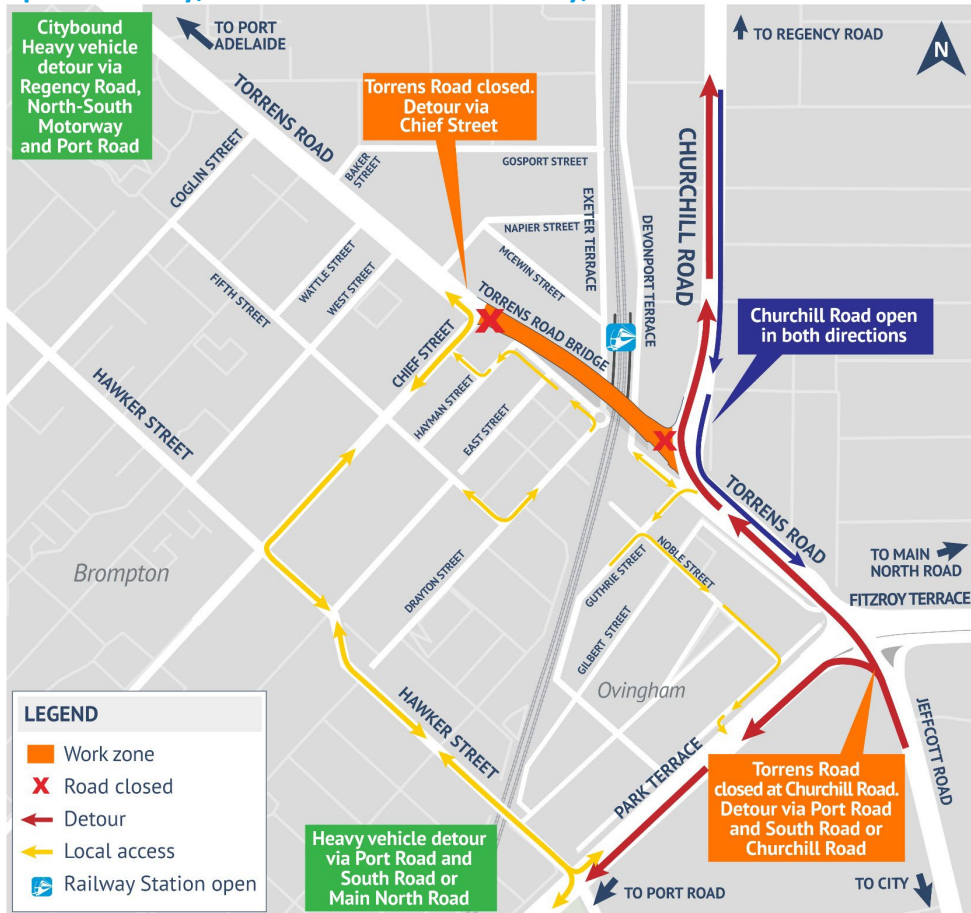 TO PORT
ADELAIDE
TO REGENCY ROAD
N
Citybound
Heavy vehicle
detour via
Regency Road,
North-South
Motorway
and Port Road
TORRENS ROAD
Torrens Road closed.
Detour via
Chief Street
COGLIN STREET
BAKER
STREET
GOSPORT STREET
EXETER TERRACE
DEVONPORT TERRACE
CHURCHILL ROAD
NAPIER STREET
MCEWIN STREET
FIFTH STREET
WATTLE STREET
WEST STREET
TORRENS ROAD BRIDGE
X
CHIEF STREET
Churchill Road open
in both directions
HAWKER STREET
HAYMAN STREET
EAST STREET
X
TORRENS ROAD
TO MAIN
NORTH ROAD
FITZROY TERRACE
Brompton
DRAYTON STREET
GUTHRIE STREET
NOBLE STREET
GILBERT STREET
Ovingham
HAWKER STREET
PARK TERRACE
JEFFCOTT ROAD
LEGEND
Work zone
X Road closed
Detour
Local access
Railway Station open
Torrens Road
closed at Churchill Road.
Detour via Port Road
and South Road or
Churchill Road
Heavy vehicle detour
via Port Road and
South Road or
Main North Road
TO PORT ROAD
TO CITY